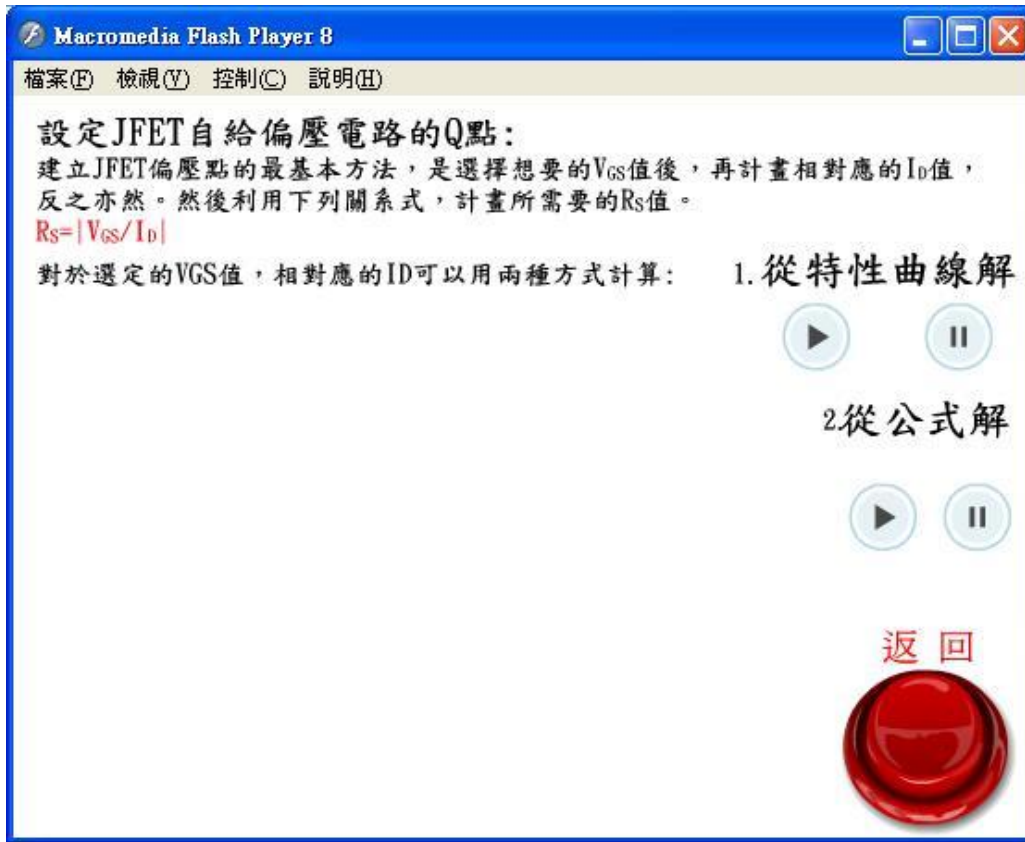 Macromedia Flash Player 8
檔案(F) 檢視(V) 控制(C) 說明(H)
設定JFET自給偏壓電路的Q點:
建立JFET偏壓點的最基本方法，是選擇想要的VGS值後，再計畫相對應的ID值，
反之亦然。然後利用下列關系式，計畫所需要的RS值。
RS=|VGS/ID|
對於選定的VGS值，相對應的ID可以用兩種方式計算:
1.從特性曲線解
2.從公式解
返回